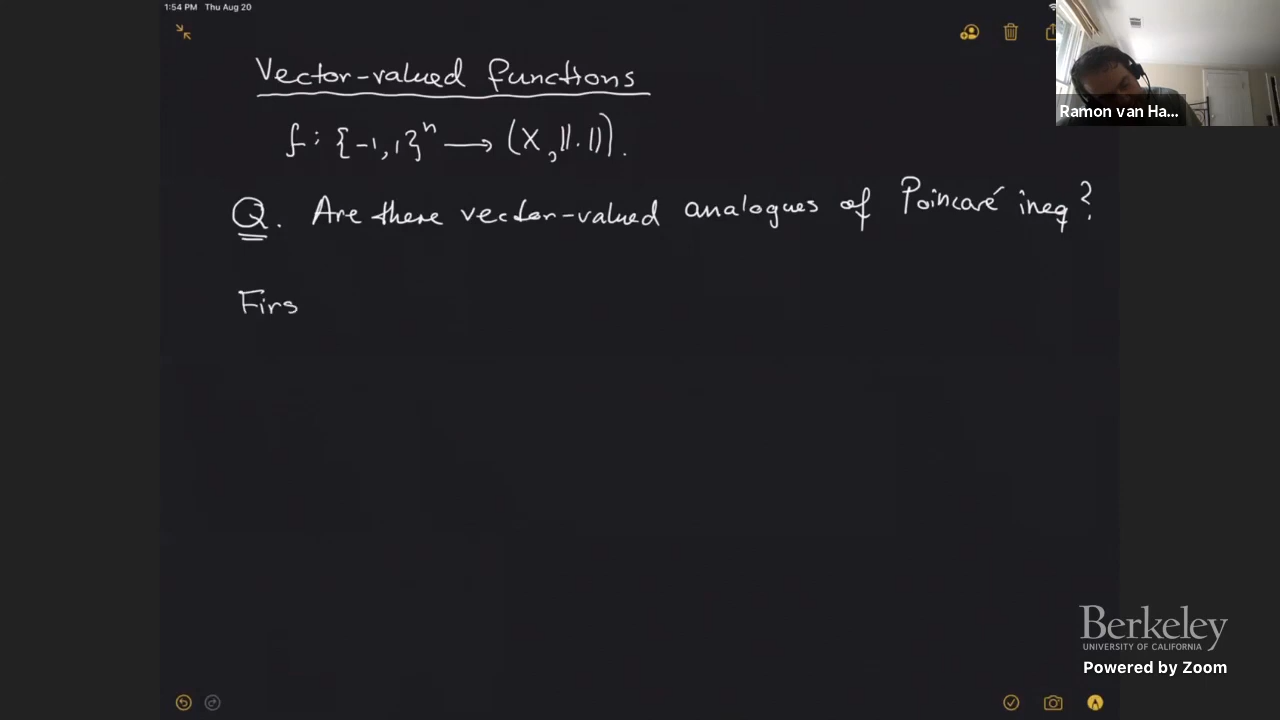 1:54 PM Thu Aug 20
Vector-valued functions
f: {-1,1}ⁿ ⟶ (X, ||·||).
Ramon van Ha...
Q. Are there vector-valued analogues of Poincaré ineq?
Firs
Berkeley
UNIVERSITY OF CALIFORNIA
Powered by Zoom